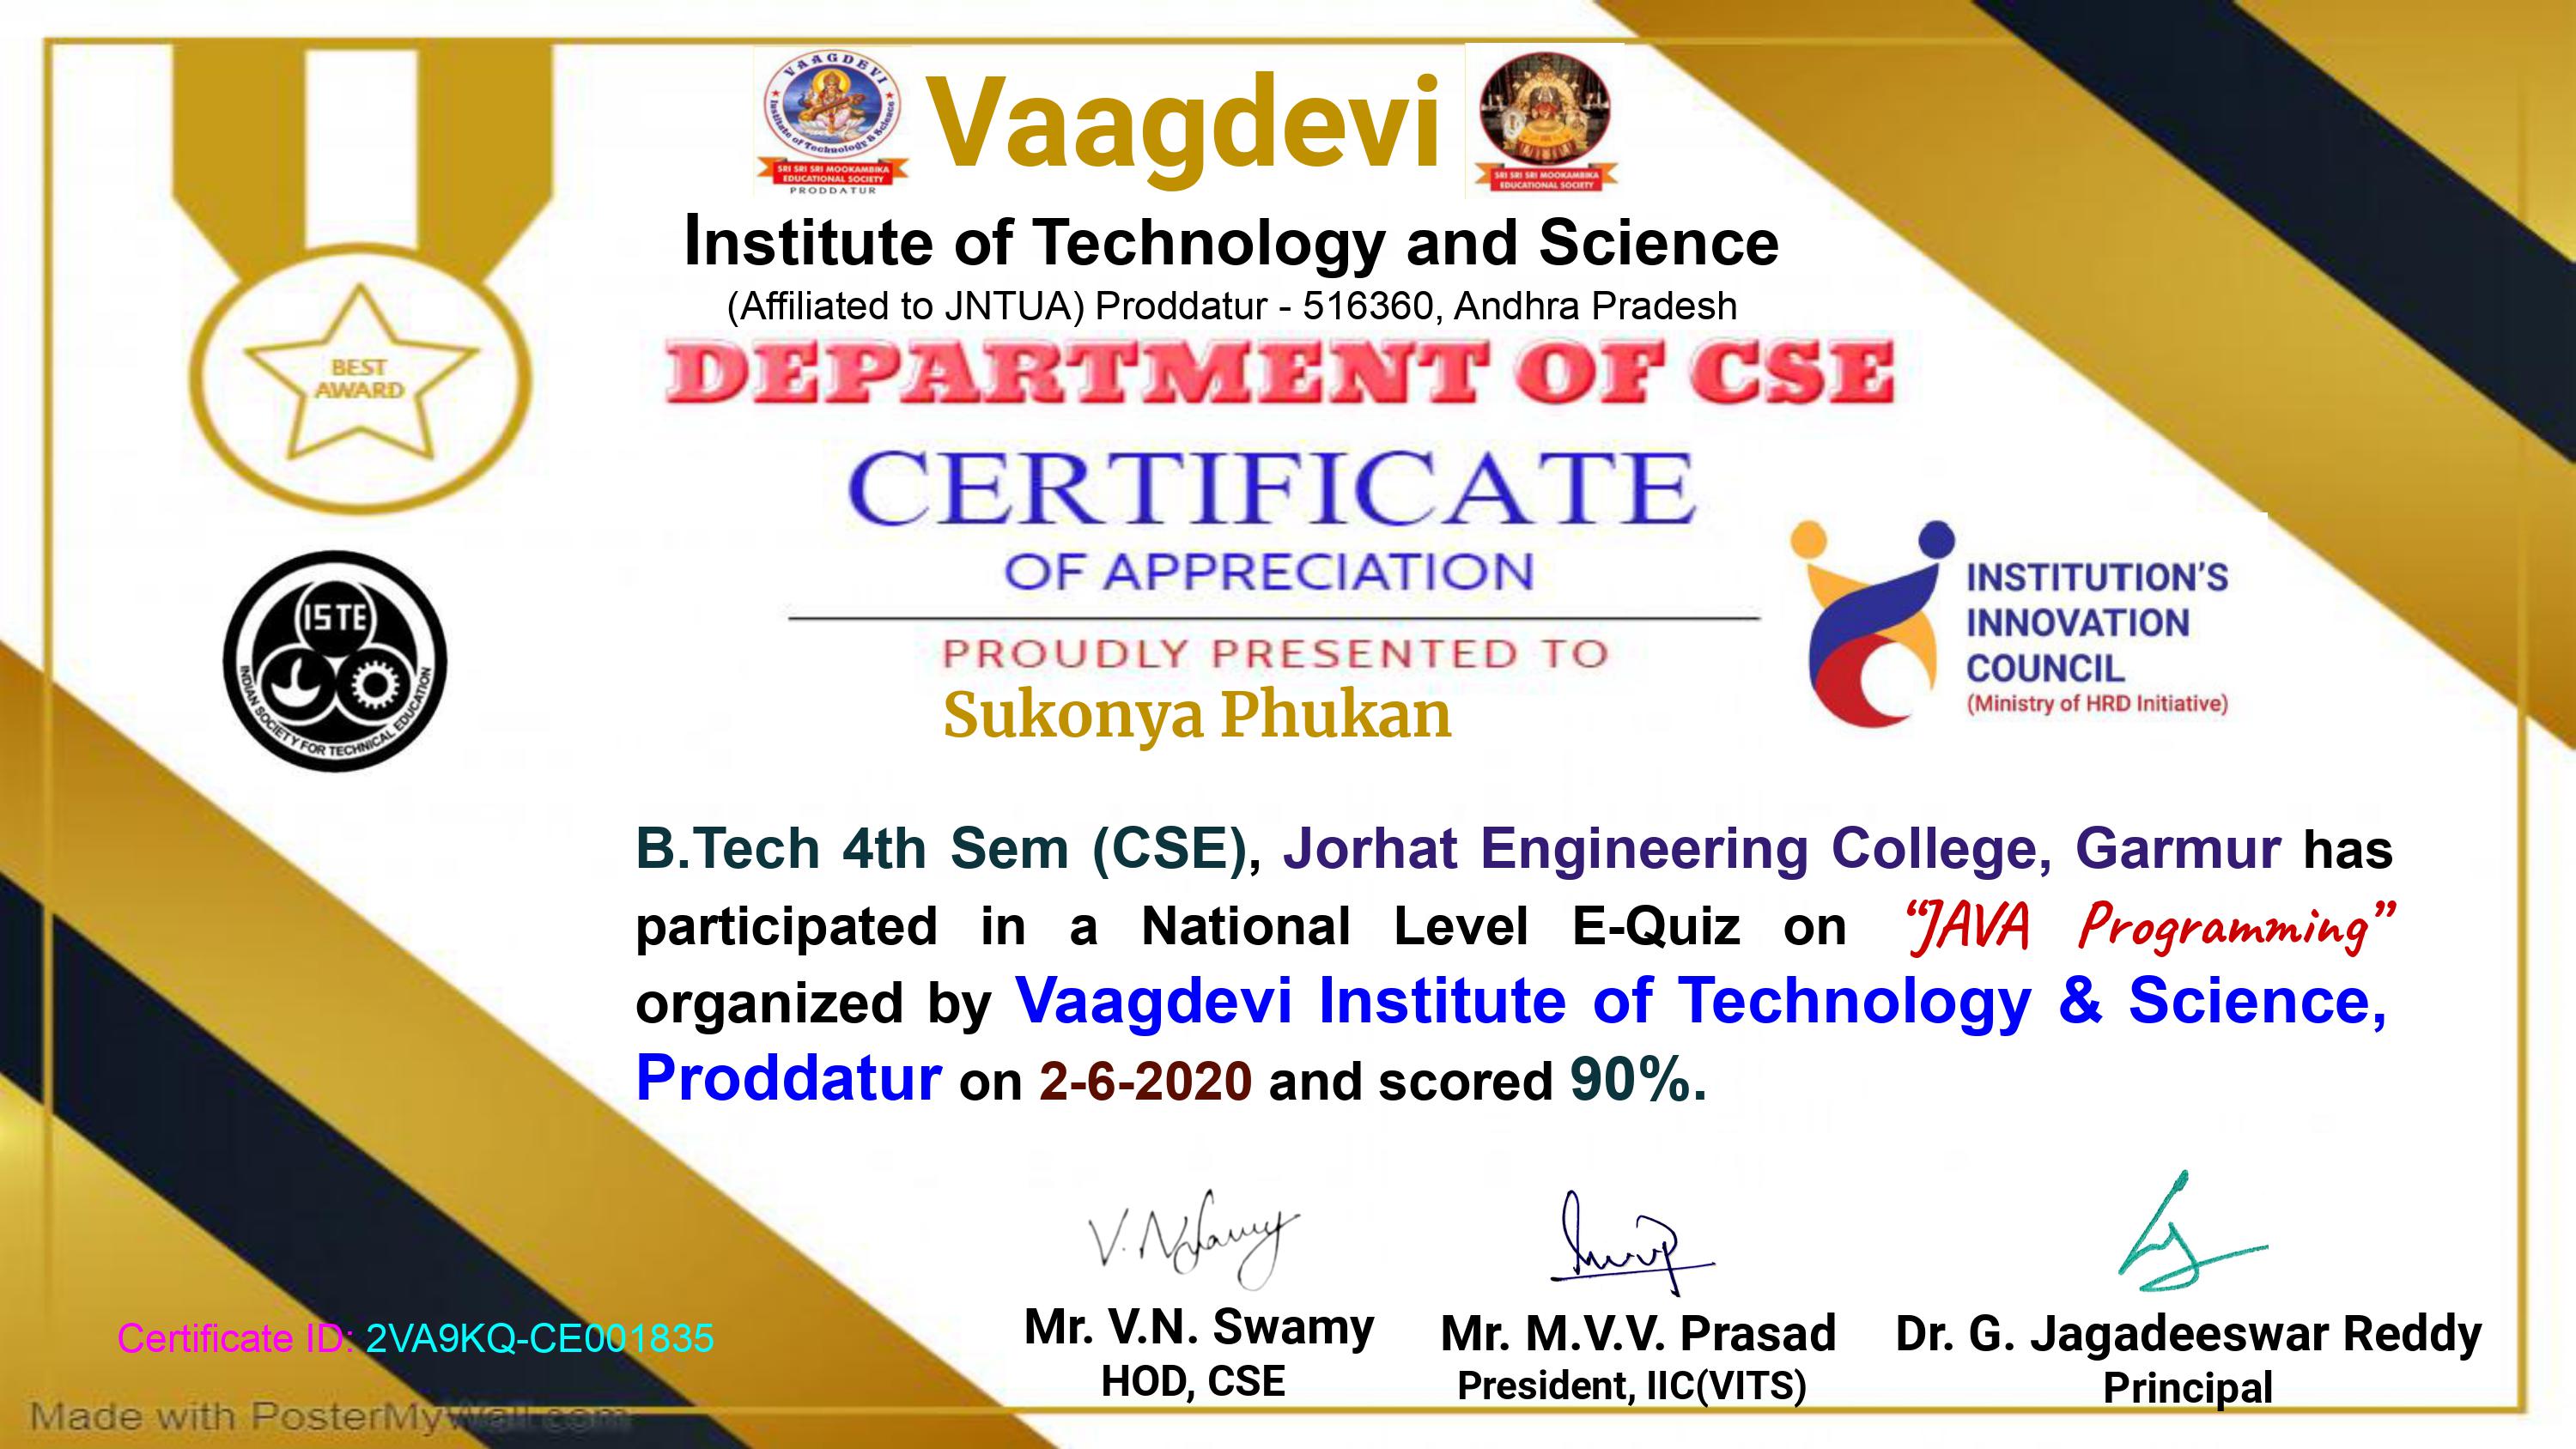 VAAGDEVI
Institute of Technology & Science
SRI SRI SRI MOOKAMBIKA
EDUCATIONAL SOCIETY
PRODDATUR
Vaagdevi
SRI SRI SRI MOOKAMBIKA
EDUCATIONAL SOCIETY
Institute of Technology and Science
(Affiliated to JNTUA) Proddatur - 516360, Andhra Pradesh
DEPARTMENT OF CSE
BEST
AWARD
CERTIFICATE
OF APPRECIATION
ISTE
INDIAN SOCIETY FOR TECHNICAL EDUCATION
INSTITUTION'S
INNOVATION
COUNCIL
(Ministry of HRD Initiative)
PROUDLY PRESENTED TO
Sukonya Phukan
B.Tech 4th Sem (CSE), Jorhat Engineering College, Garmur has
participated in a National Level E-Quiz on “JAVA Programming”
organized by Vaagdevi Institute of Technology & Science,
Proddatur on 2-6-2020 and scored 90%.
Mr. V.N. Swamy
HOD, CSE
Mr. M.V.V. Prasad
President, IIC(VITS)
Dr. G. Jagadeeswar Reddy
Principal
Certificate ID: 2VA9KQ-CE001835
Made with PosterMyWall.com